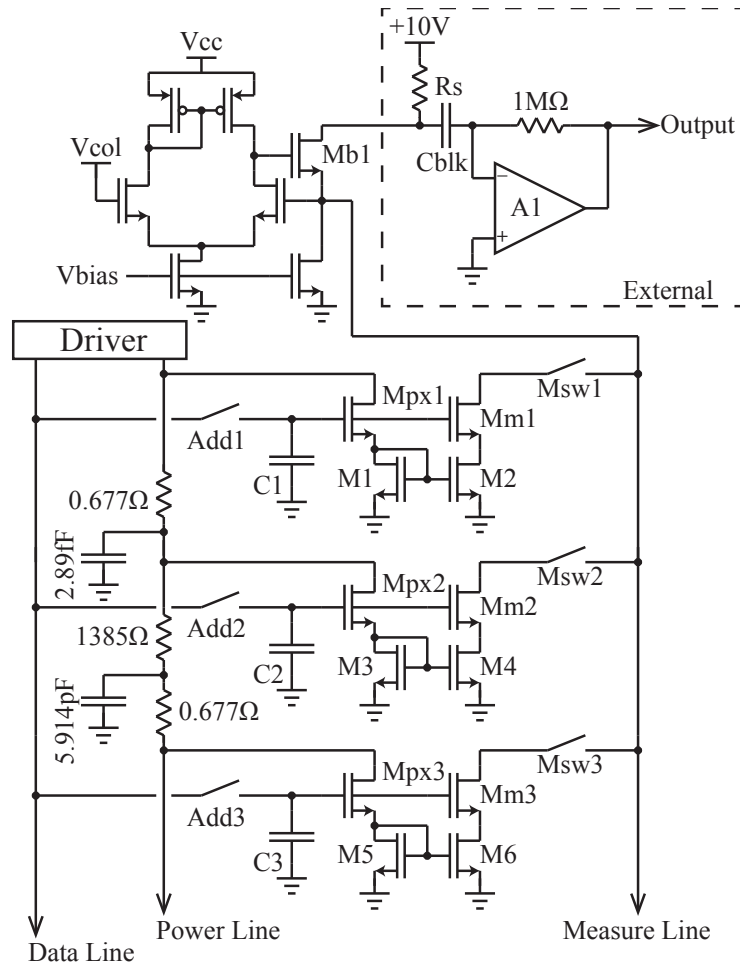 +10V
Vcc
Rs
1MΩ
Output
Vcol
Mb1
Cblk
−
A1
+
Vbias
External
Driver
Mpx1
Msw1
Mm1
Add1
C1
M1
M2
0.677Ω
2.89fF
Mpx2
Msw2
Mm2
Add2
1385Ω
C2
M3
M4
5.914pF
0.677Ω
Mpx3
Msw3
Mm3
Add3
C3
M5
M6
Power Line
Measure Line
Data Line